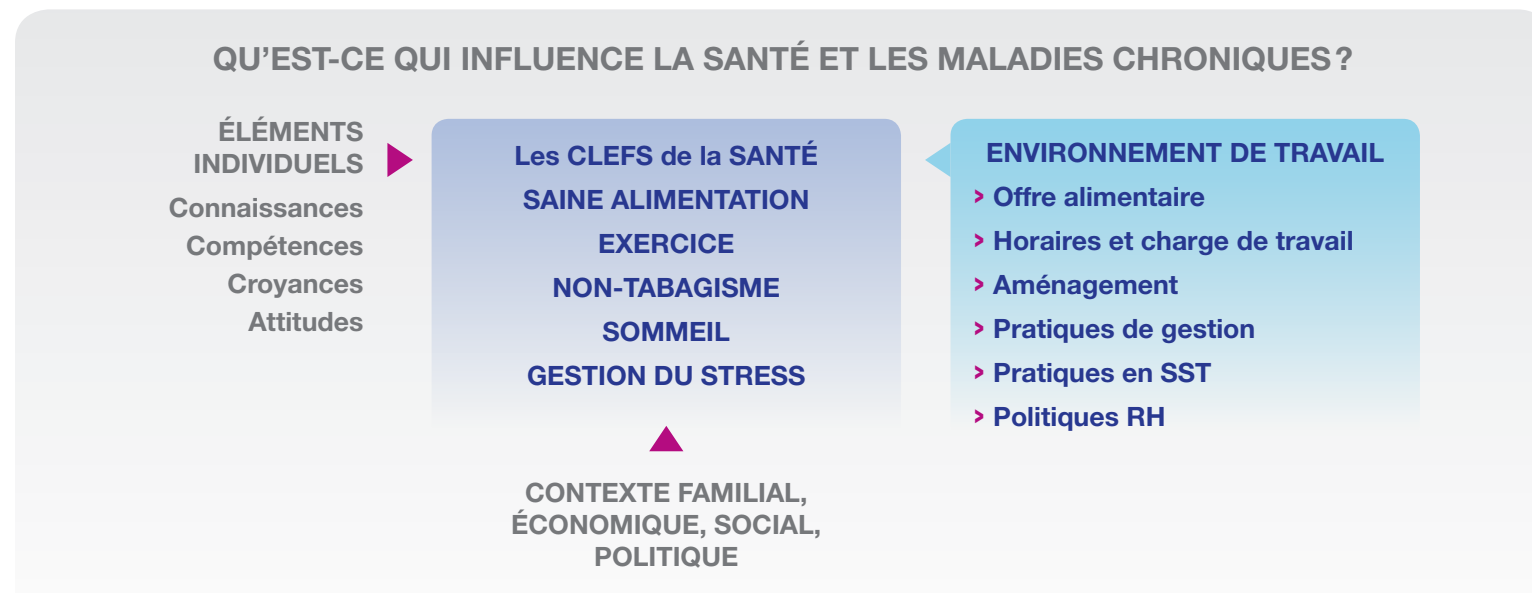 QU’EST-CE QUI INFLUENCE LA SANTÉ ET LES MALADIES CHRONIQUES ?
ÉLÉMENTS
INDIVIDUELS
Connaissances
Compétences
Croyances
Attitudes
Les CLEFS de la SANTÉ
SAINE ALIMENTATION
EXERCICE
NON-TABAGISME
SOMMEIL
GESTION DU STRESS
ENVIRONNEMENT DE TRAVAIL
> Offre alimentaire
> Horaires et charge de travail
> Aménagement
> Pratiques de gestion
> Pratiques en SST
> Politiques RH
CONTEXTE FAMILIAL,
ÉCONOMIQUE, SOCIAL,
POLITIQUE